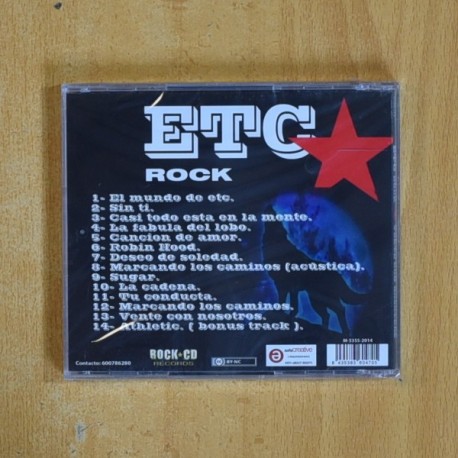 ETC
ROCK
1- El mundo de etc.
2- Sin ti.
3- Casi todo esta en la mente.
4- La fabula del lobo.
5- Cancion de amor.
6- Robin Hood.
7- Deseo de soledad.
8- Marcando los caminos (acústica).
9- Sugar.
10- La cadena.
11- Tu conducta.
12- Marcando los caminos.
13- Vente con nosotros.
14- Athletic. ( bonus track ).
Contacto: 600786280
ROCK CD
RECORDS